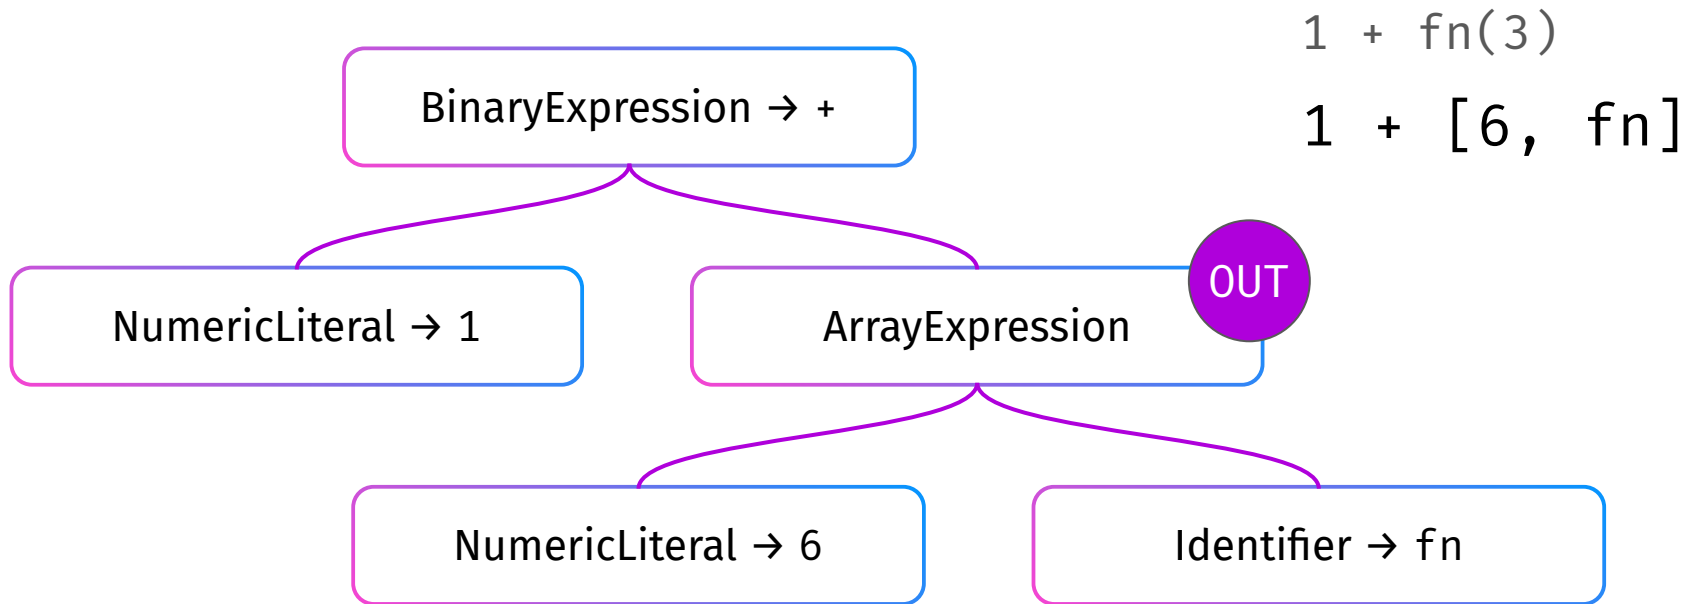 1 + fn(3)
BinaryExpression → +
1 + [6, fn]
OUT
NumericLiteral → 1
ArrayExpression
NumericLiteral → 6
Identifier → fn